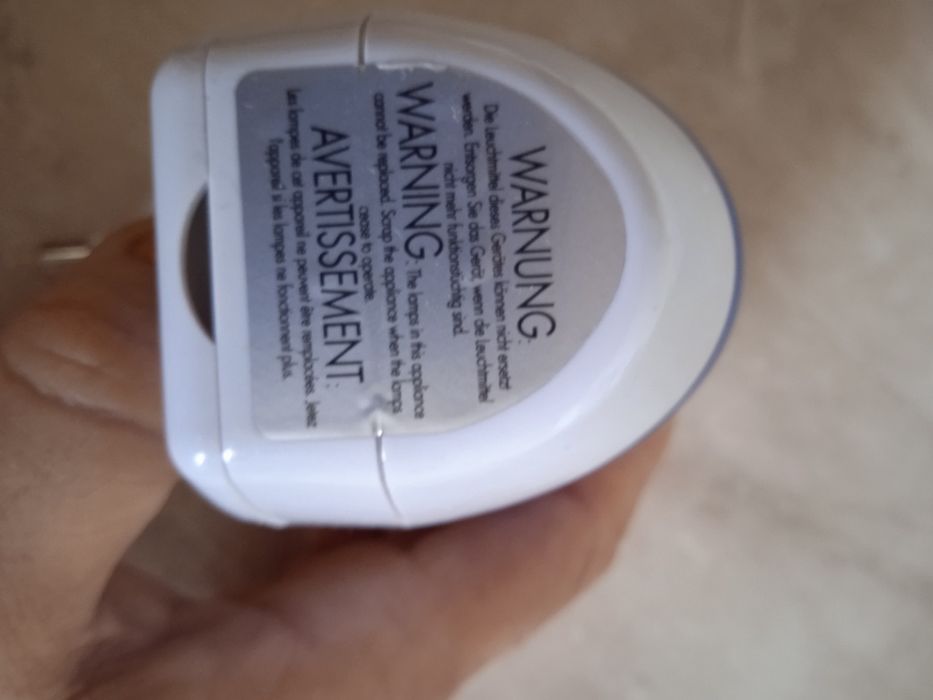 WARNUNG:
Die Leuchtmittel dieses Gerätes können nicht ersetzt
werden. Entsorgen Sie das Gerät, wenn die Leuchtmittel
nicht mehr funktionstüchtig sind.
WARNING: The lamps in this appliance
cannot be replaced. Scrap the appliance when the lamps
cease to operate.
AVERTISSEMENT:
Les lampes de cet appareil ne peuvent être remplacées. Jetez
l'appareil si les lampes ne fonctionnent plus.